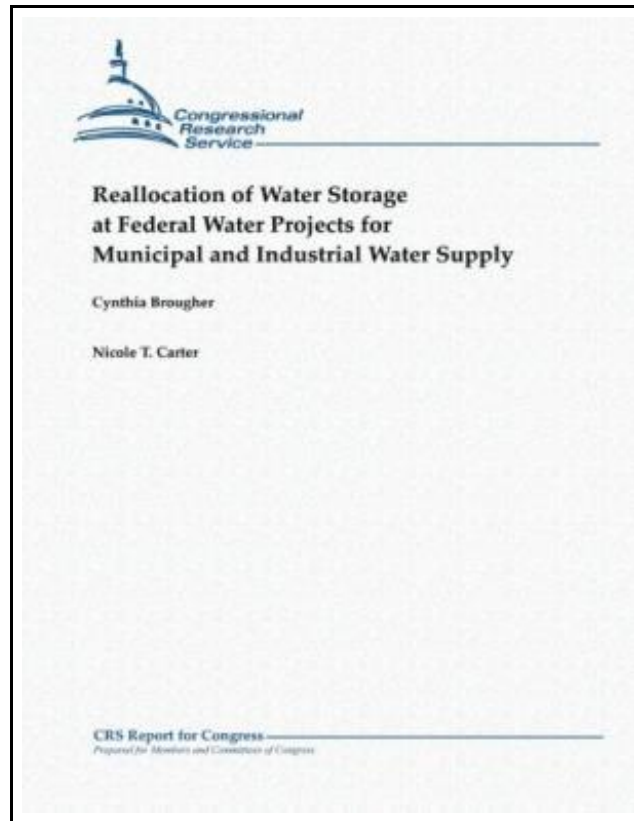 Congressional
Research
Service
Reallocation of Water Storage
at Federal Water Projects for
Municipal and Industrial Water Supply
Cynthia Brougher
Nicole T. Carter
CRS Report for Congress
Prepared for Members and Committees of Congress